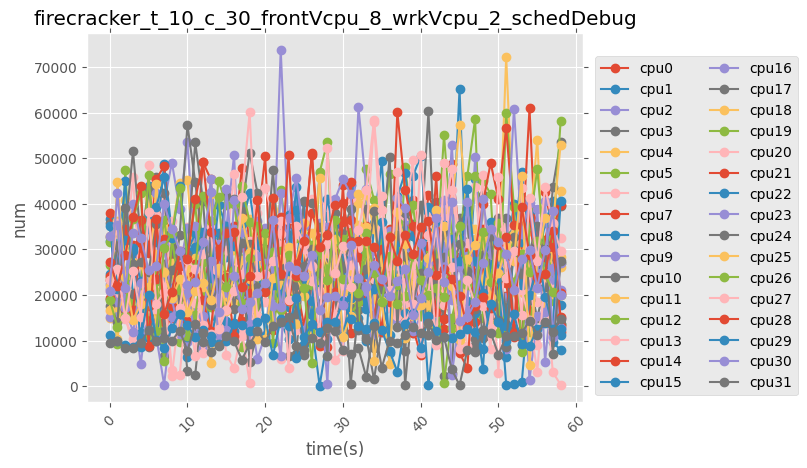 firecracker_t_10_c_30_frontVcpu_8_wrkVcpu_2_schedDebug
num
70000
60000
50000
40000
30000
20000
10000
0
0
10
20
30
40
50
60
time(s)
cpu0
cpu1
cpu2
cpu3
cpu4
cpu5
cpu6
cpu7
cpu8
cpu9
cpu10
cpu11
cpu12
cpu13
cpu14
cpu15
cpu16
cpu17
cpu18
cpu19
cpu20
cpu21
cpu22
cpu23
cpu24
cpu25
cpu26
cpu27
cpu28
cpu29
cpu30
cpu31